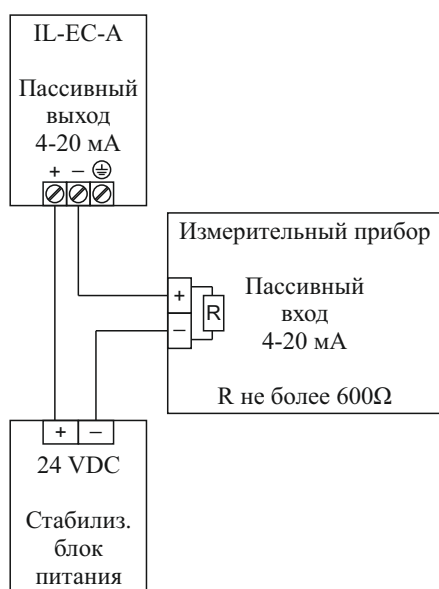 IL-EC-A
Пассивный
выход
4-20 мА
+ − ⏚
Измерительный прибор
+
−
R
Пассивный
вход
4-20 мА
R не более 600Ω
+ −
24 VDC
Стабилиз.
блок
питания